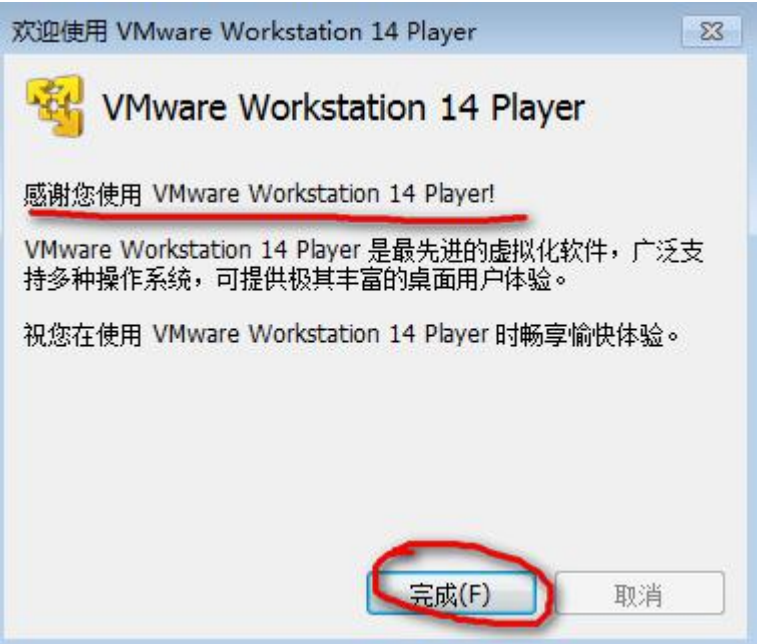 欢迎使用 VMware Workstation 14 Player
VMware Workstation 14 Player
感谢您使用 VMware Workstation 14 Player!
VMware Workstation 14 Player 是最先进的虚拟化软件，广泛支
持多种操作系统，可提供极其丰富的桌面用户体验。
祝您在使用 VMware Workstation 14 Player 时畅享愉快体验。
完成(F)
取消